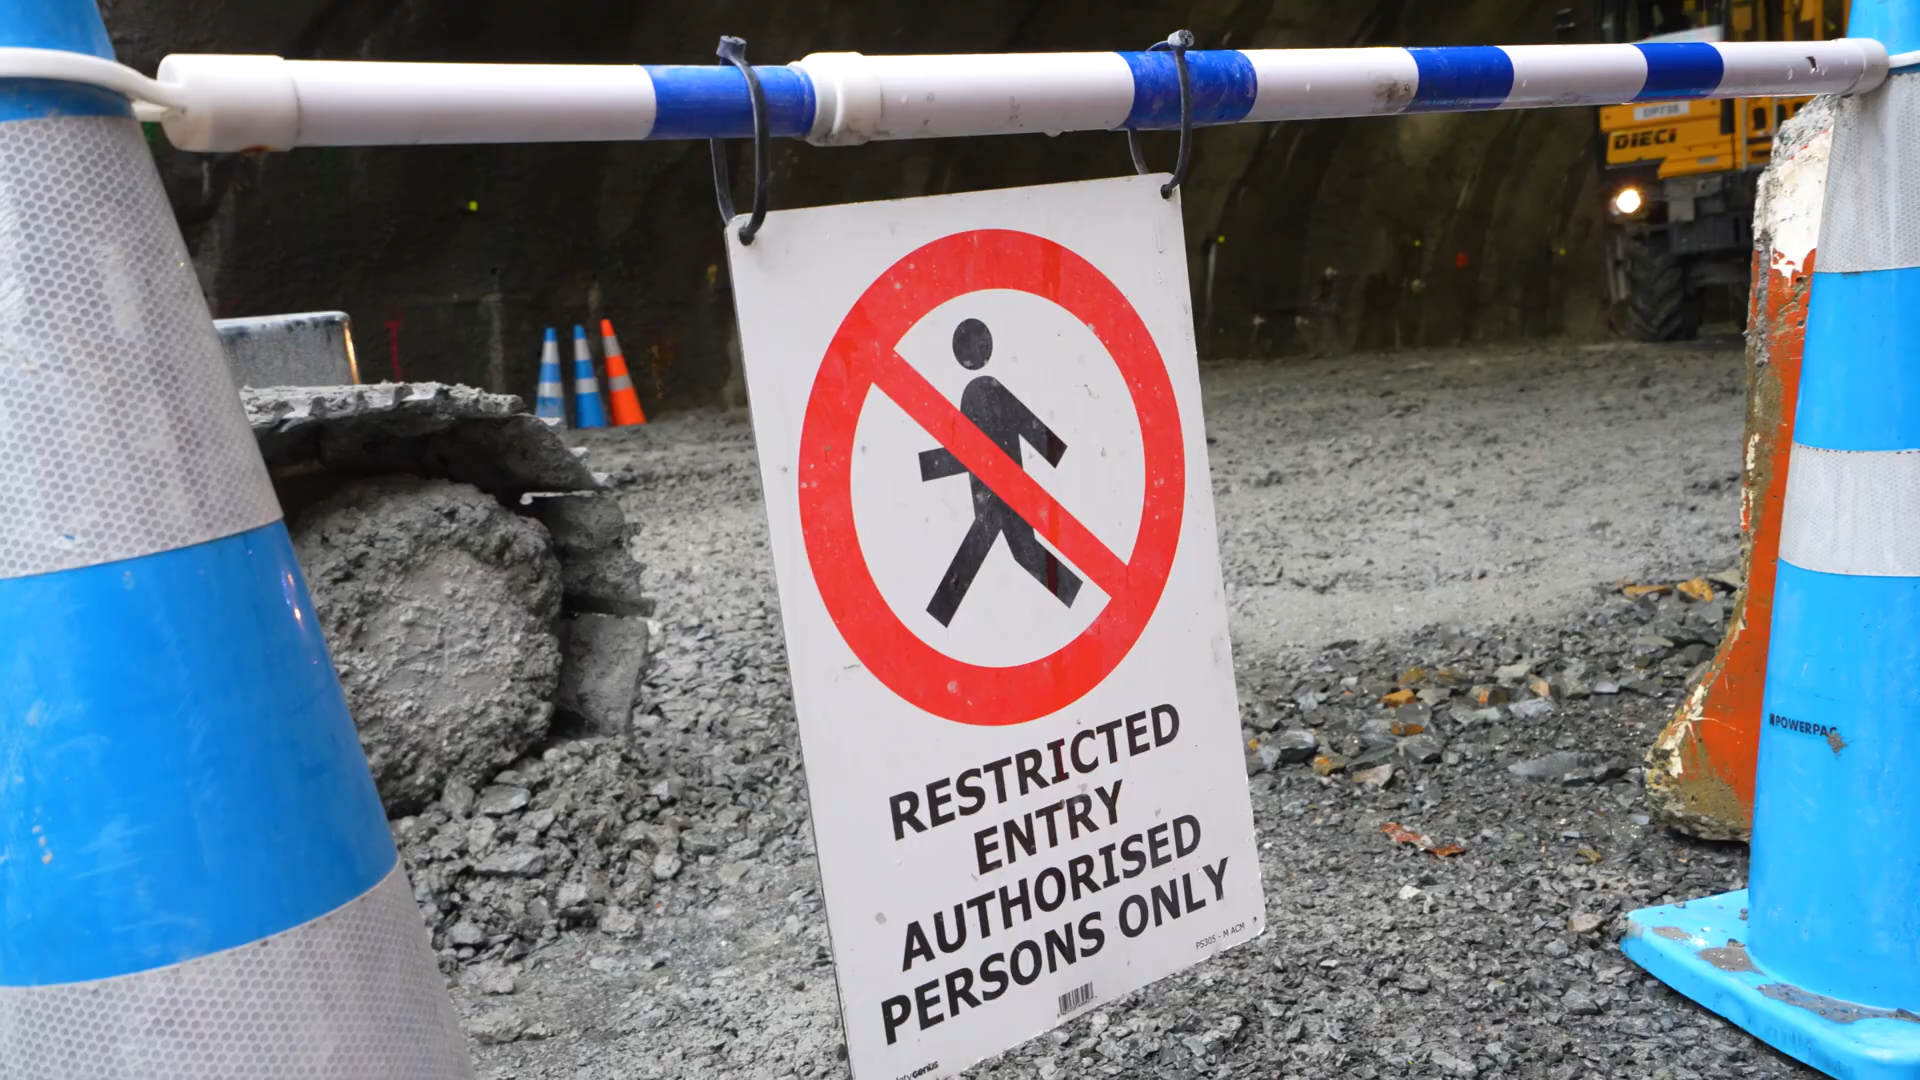 DIECI
POWERPAC
RESTRICTED
ENTRY
AUTHORISED
PERSONS ONLY
PS305 - M ACM